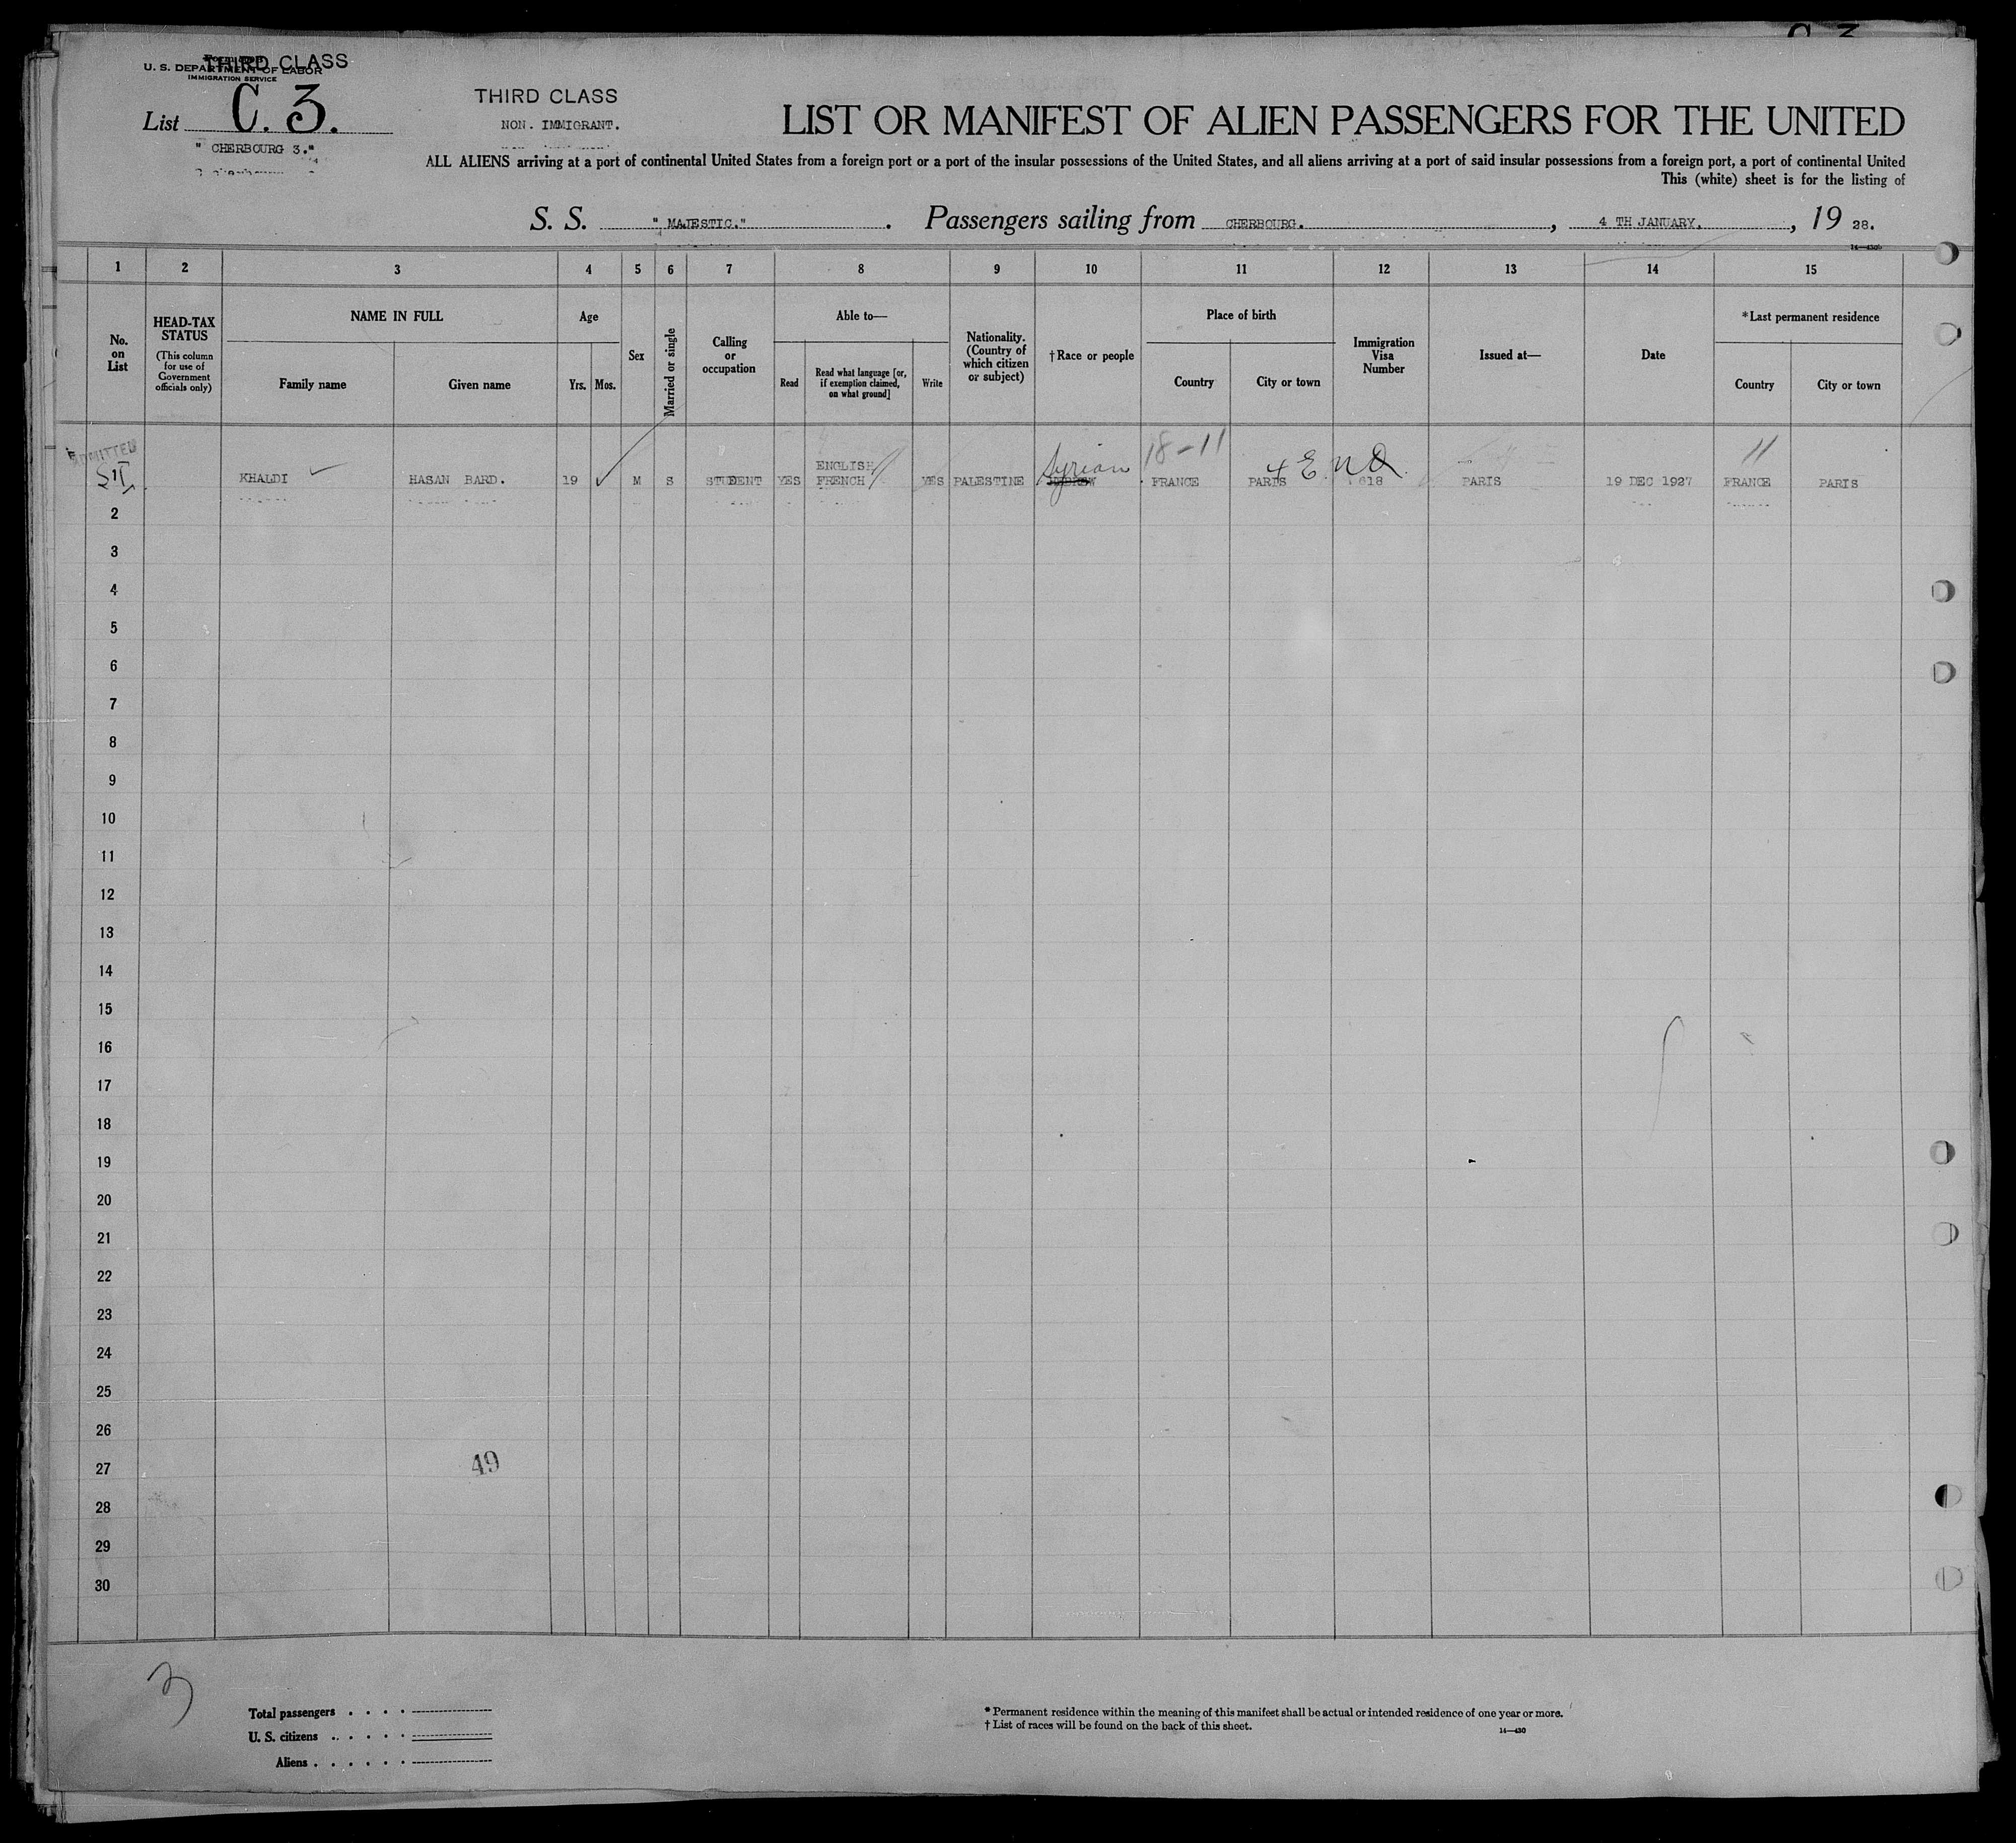 C 3
THIRD CLASS
U. S. DEPARTMENT OF LABOR
IMMIGRATION SERVICE
List C. 3.
" CHERBOURG 3."
THIRD CLASS
NON. IMMIGRANT.
LIST OR MANIFEST OF ALIEN PASSENGERS FOR THE UNITED
ALL ALIENS arriving at a port of continental United States from a foreign port or a port of the insular possessions of the United States, and all aliens arriving at a port of said insular possessions from a foreign port, a port of continental United
This (white) sheet is for the listing of
S. S. " MAJESTIC." . Passengers sailing from CHERBOURG. , 4 TH JANUARY. , 19 28.
14—430
1 2 3 4 5 6 7 8 9 10 11 12 13 14 15
No. on List
HEAD-TAX STATUS
(This column for use of Government officials only)
NAME IN FULL
Family name
Given name
Age
Yrs.
Mos.
Sex
Married or single
Calling or occupation
Able to—
Read
Read what language [or, if exemption claimed, on what ground]
Write
Nationality. (Country of which citizen or subject)
†Race or people
Place of birth
Country
City or town
Immigration Visa Number
Issued at—
Date
*Last permanent residence
Country
City or town
ADMITTED
18-11
11
ENGLISH
Syrian
KHALDI HASAN BARD. 19 M S STUDENT YES FRENCH YES PALESTINE HEBREW FRANCE PARIS 618 PARIS 19 DEC 1927 FRANCE PARIS
2
3
4
5
6
7
8
9
10
11
12
13
14
15
16
17
18
19
20
21
22
23
24
25
26
27
49
28
29
30
3
Total passengers
U. S. citizens
Aliens
* Permanent residence within the meaning of this manifest shall be actual or intended residence of one year or more.
† List of races will be found on the back of this sheet.
14—430